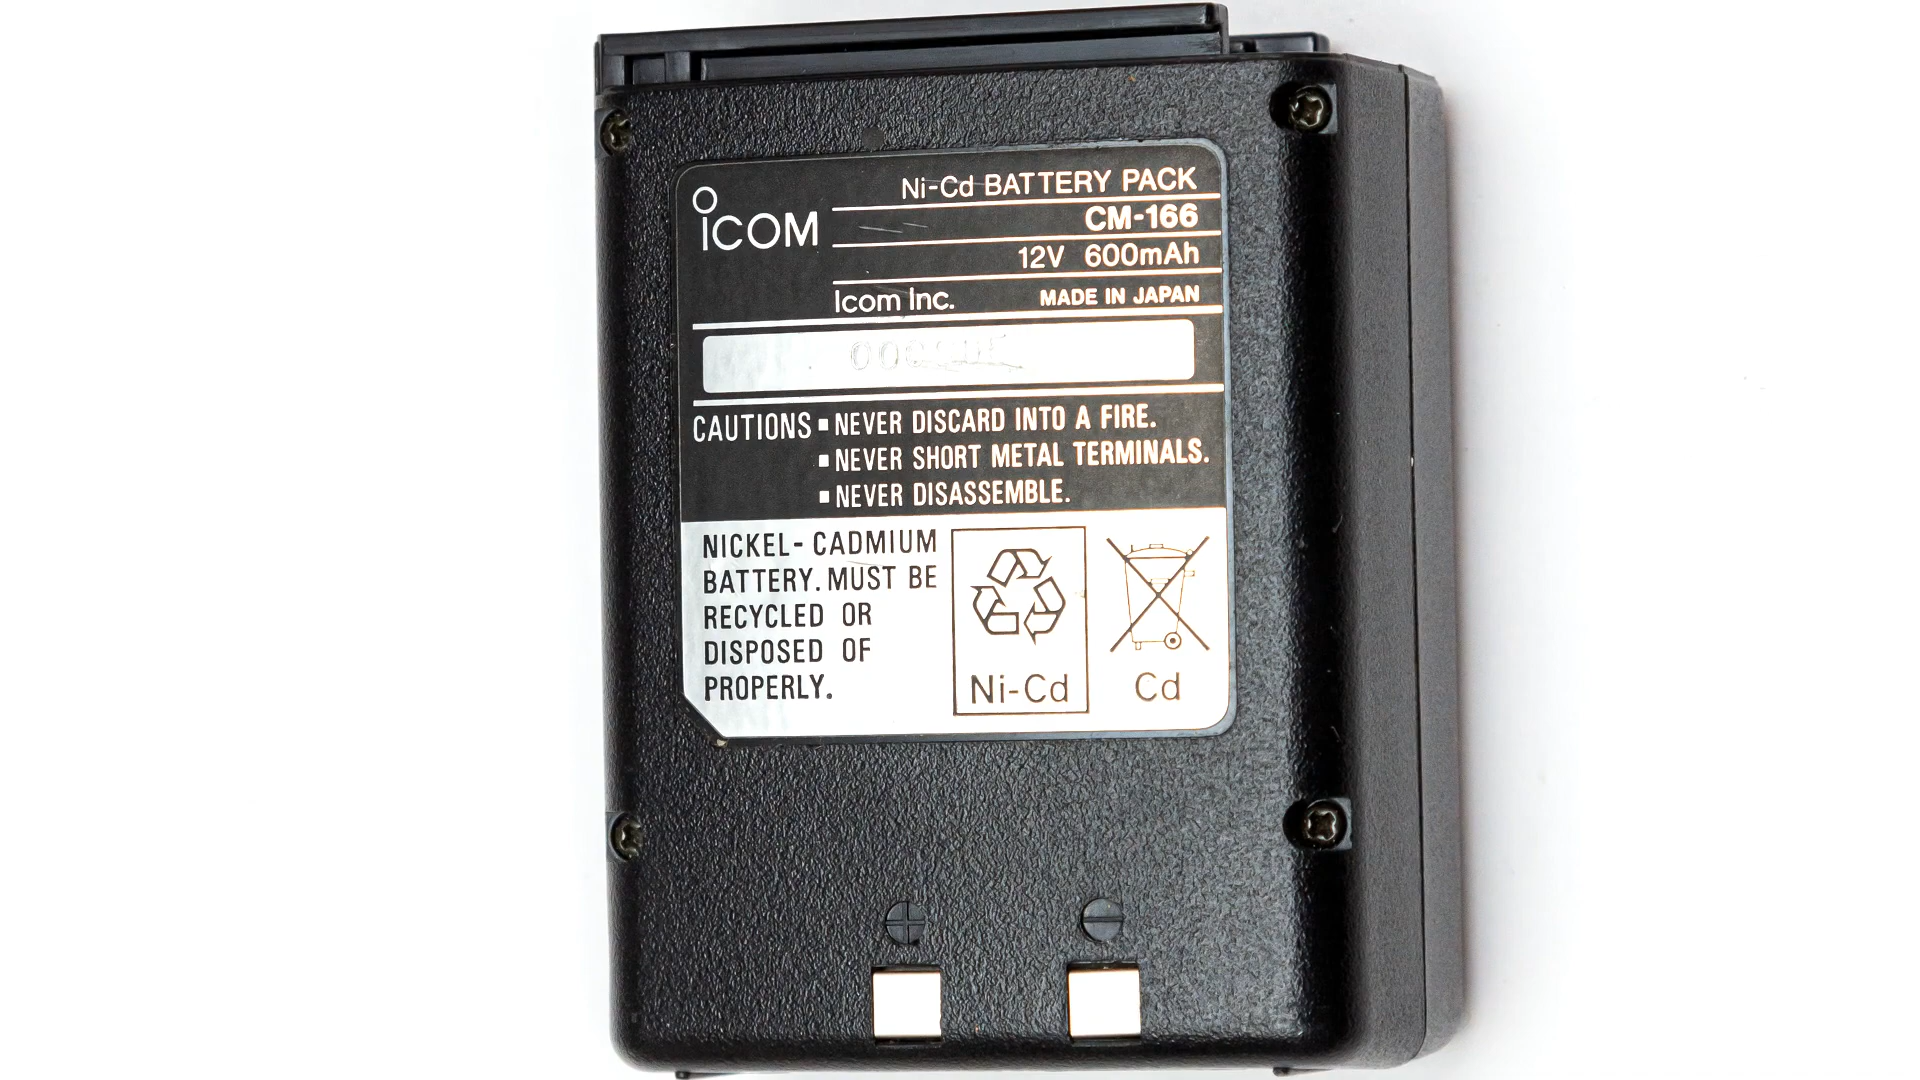 Ni-Cd BATTERY PACK
ICOM
CM-166
12V 600mAh
Icom Inc. MADE IN JAPAN
CAUTIONS ▪ NEVER DISCARD INTO A FIRE.
▪ NEVER SHORT METAL TERMINALS.
▪ NEVER DISASSEMBLE.
NICKEL-CADMIUM
BATTERY. MUST BE
RECYCLED OR
DISPOSED OF
PROPERLY.
Ni-Cd
Cd